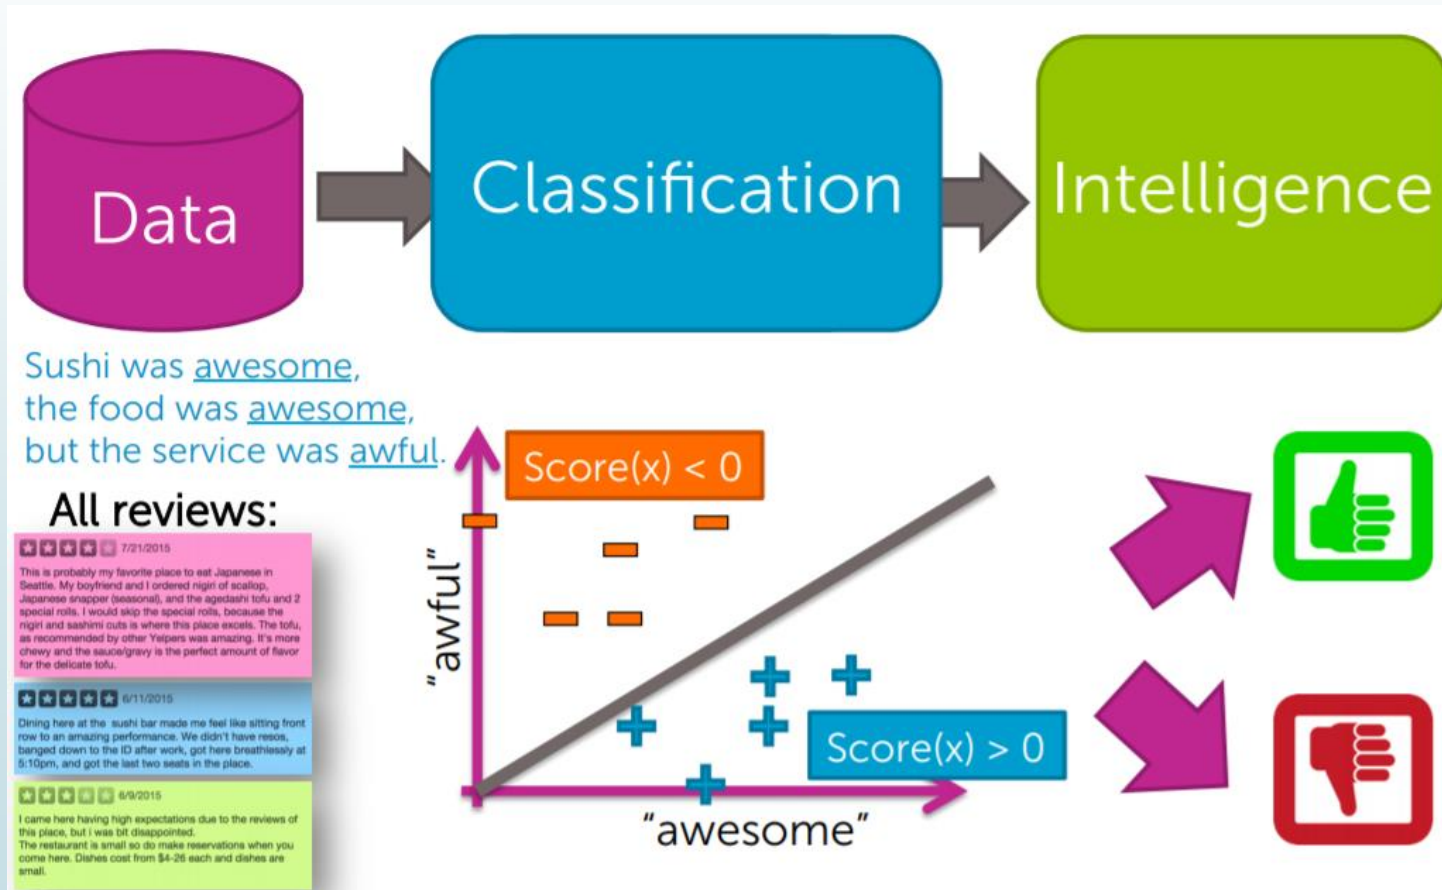 Data
Classification
Intelligence
Sushi was awesome,
the food was awesome,
but the service was awful.
All reviews:
7/21/2015
This is probably my favorite place to eat Japanese in
Seattle. My boyfriend and I ordered nigiri of scallop,
Japanese snapper (seasonal), and the agedashi tofu and 2
special rolls. I would skip the special rolls, because the
nigiri and sashimi cuts is where this place excels. The tofu,
as recommended by other Yelpers was amazing. It's more
chewy and the sauce/gravy is the perfect amount of flavor
for the delicate tofu.
6/11/2015
Dining here at the sushi bar made me feel like sitting front
row to an amazing performance. We didn't have resos,
banged down to the ID after work, got here breathlessly at
5:10pm, and got the last two seats in the place.
6/9/2015
I came here having high expectations due to the reviews of
this place, but i was bit disappointed.
The restaurant is small so do make reservations when you
come here. Dishes cost from $4-26 each and dishes are
small.
Score(x) < 0
"awful"
Score(x) > 0
"awesome"